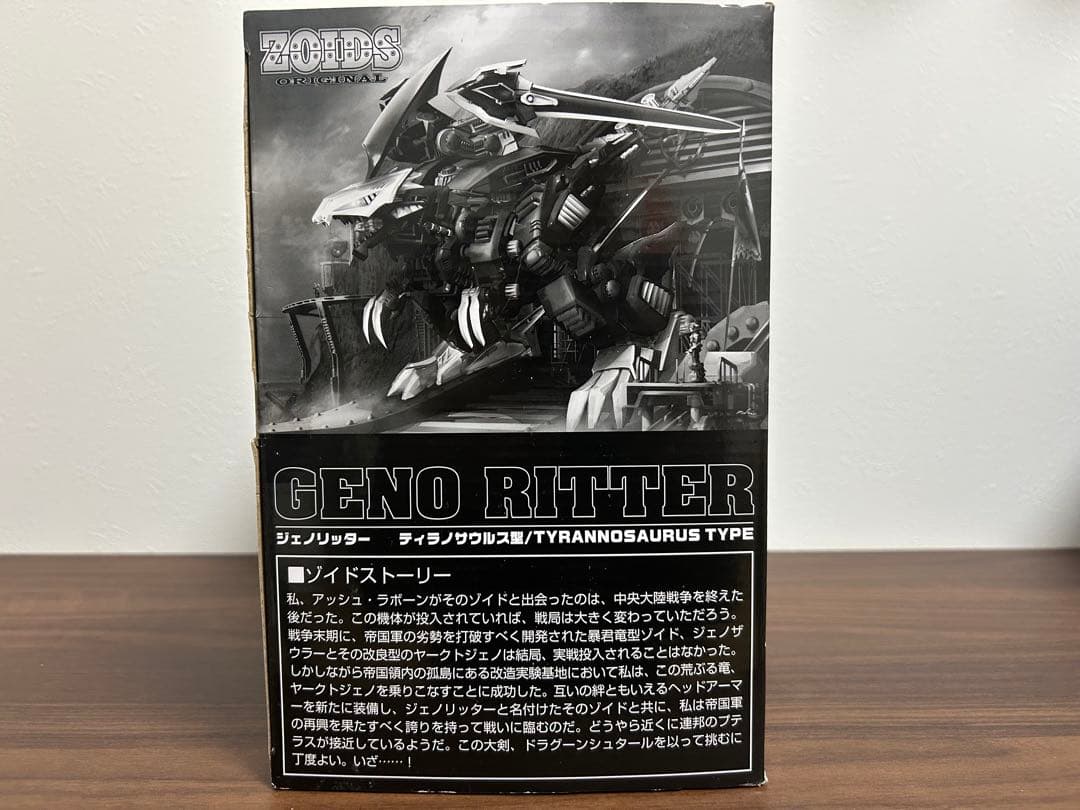 ZOIDS
ORIGINAL
GENO RITTER
ジェノリッター ティラノサウルス型/TYRANNOSAURUS TYPE
■ゾイドストーリー
私、アッシュ・ラボーンがそのゾイドと出会ったのは、中央大陸戦争を終えた
後だった。この機体が投入されていれば、戦局は大きく変わっていただろう。
戦争末期に、帝国軍の劣勢を打破すべく開発された暴君竜型ゾイド、ジェノザ
ウラーとその改良型のヤークトジェノは結局、実戦投入されることはなかった。
しかしながら帝国領内の孤島にある改造実験基地において私は、この荒ぶる竜、
ヤークトジェノを乗りこなすことに成功した。互いの絆ともいえるヘッドアーマ
ーを新たに装備し、ジェノリッターと名付けたそのゾイドと共に、私は帝国軍
の再興を果たすべく誇りを持って戦いに臨むのだ。どうやら近くに連邦のプテ
ラスが接近しているようだ。この大剣、ドラグーンシュタールを以って挑むに
丁度よい。いざ……！